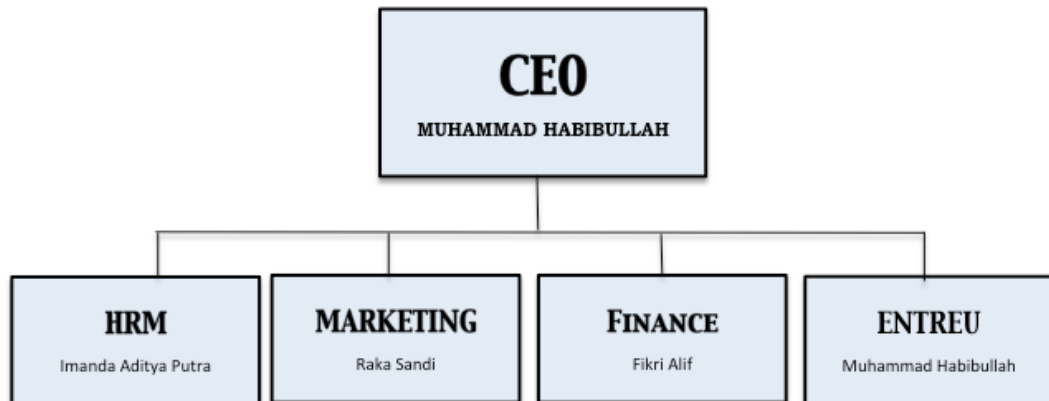 CEO
MUHAMMAD HABIBULLAH
HRM
Imanda Aditya Putra
MARKETING
Raka Sandi
FINANCE
Fikri Alif
ENTREU
Muhammad Habibullah